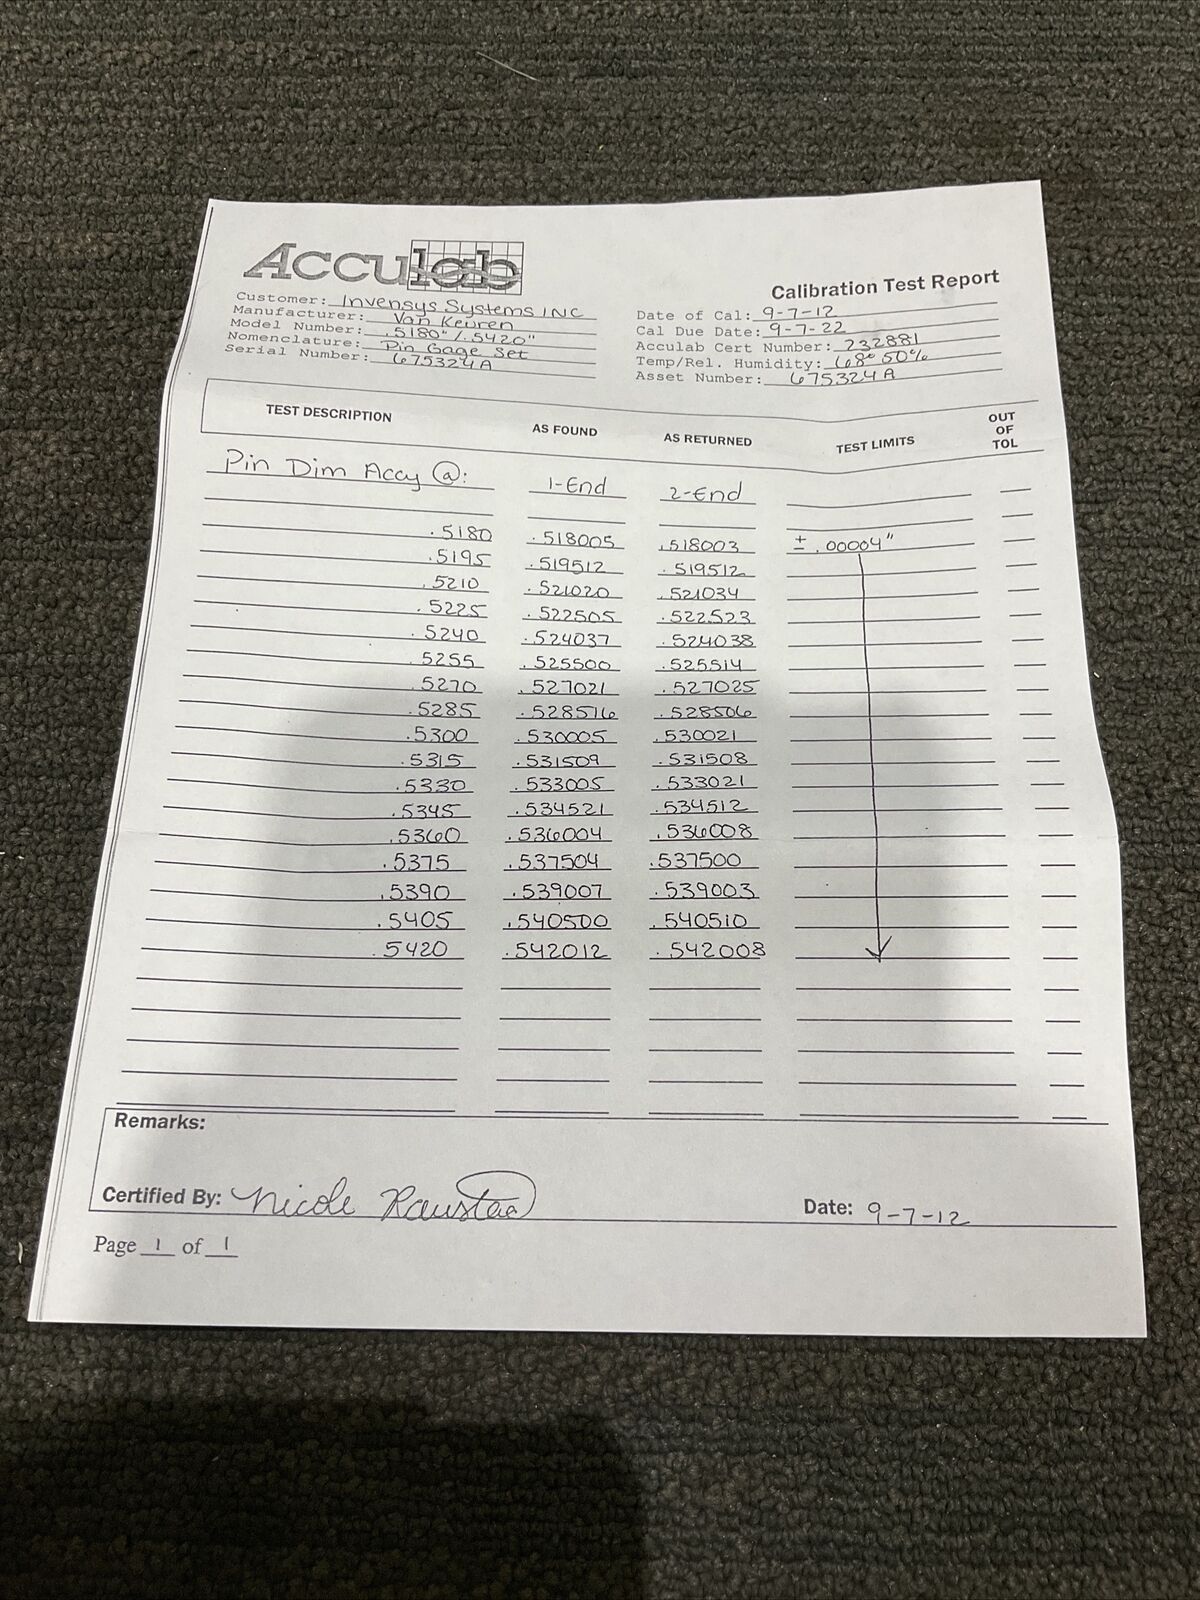 Acculab
Calibration Test Report
Customer: Invensys Systems INC
Manufacturer: Van Keuren
Model Number: .5180" / .5420"
Nomenclature: Pin Gage Set
Serial Number: 675324A
Date of Cal: 9-7-12
Cal Due Date: 9-7-22
Acculab Cert Number: 232881
Temp/Rel. Humidity: 68° 50%
Asset Number: 675324A
TEST DESCRIPTION AS FOUND AS RETURNED TEST LIMITS OUT OF TOL
Pin Dim Accy @: 1-End 2-End
.5180 .518005 .518003 ± .00004"
.5195 .519512 .519512
.5210 .521020 .521034
.5225 .522505 .522523
.5240 .524037 .524038
.5255 .525500 .525514
.5270 .527021 .527025
.5285 .528516 .528506
.5300 .530005 .530021
.5315 .531509 .531508
.5330 .533005 .533021
.5345 .534521 .534512
.5360 .536004 .536008
.5375 .537504 .537500
.5390 .539007 .539003
.5405 .540500 .540510
.5420 .542012 .542008
Remarks:
Certified By: Nicole
Date: 9-7-12
Page 1 of 1